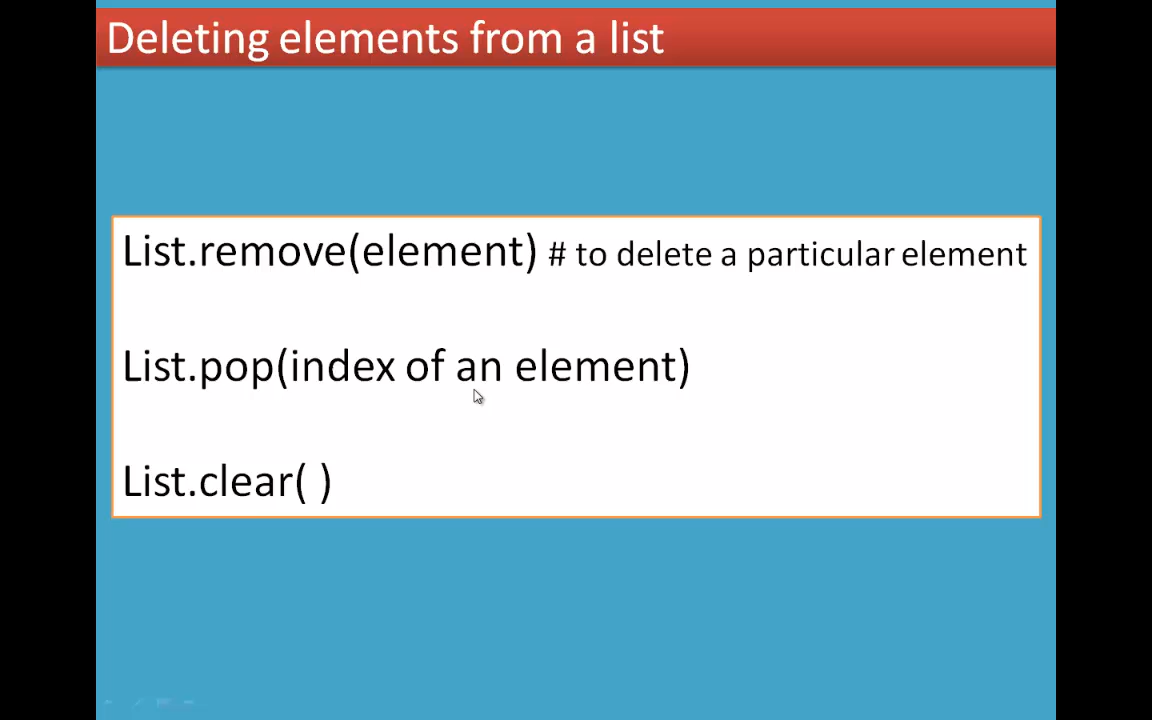 Deleting elements from a list
List.remove(element) # to delete a particular element
List.pop(index of an element)
List.clear( )